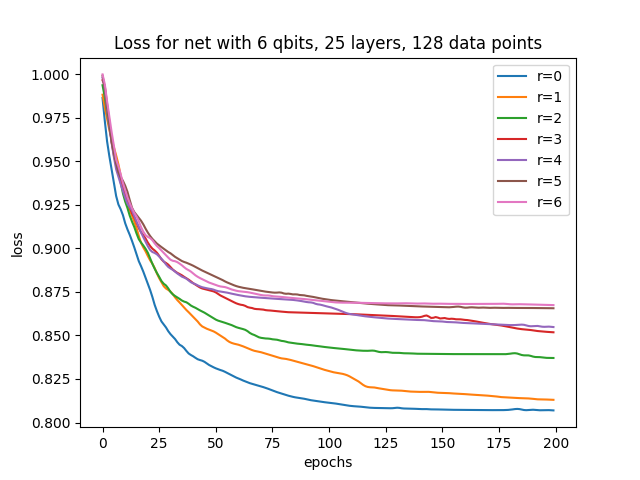 Loss for net with 6 qbits, 25 layers, 128 data points
loss
1.000
0.975
0.950
0.925
0.900
0.875
0.850
0.825
0.800
r=0
r=1
r=2
r=3
r=4
r=5
r=6
0 25 50 75 100 125 150 175 200
epochs